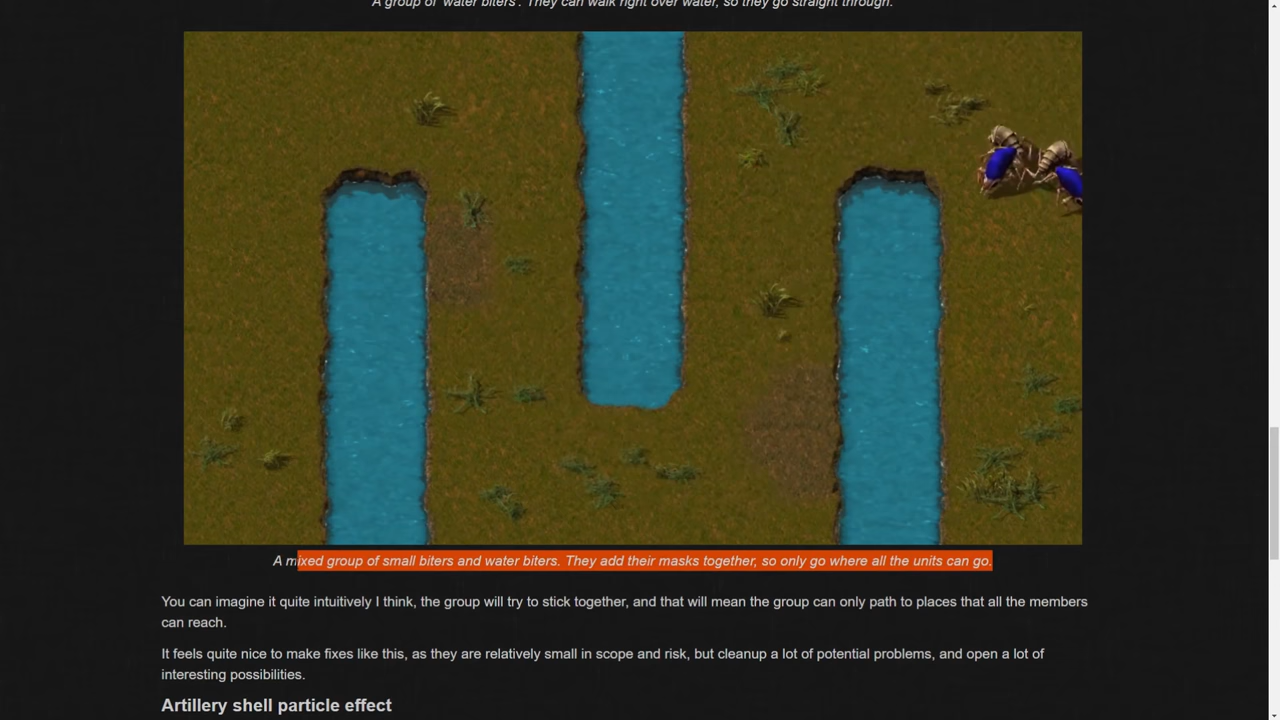 A group of 'water biters'. They can walk right over water, so they go straight through.
A mixed group of small biters and water biters. They add their masks together, so only go where all the units can go.
You can imagine it quite intuitively I think, the group will try to stick together, and that will mean the group can only path to places that all the members
can reach.
It feels quite nice to make fixes like this, as they are relatively small in scope and risk, but cleanup a lot of potential problems, and open a lot of
interesting possibilities.
Artillery shell particle effect